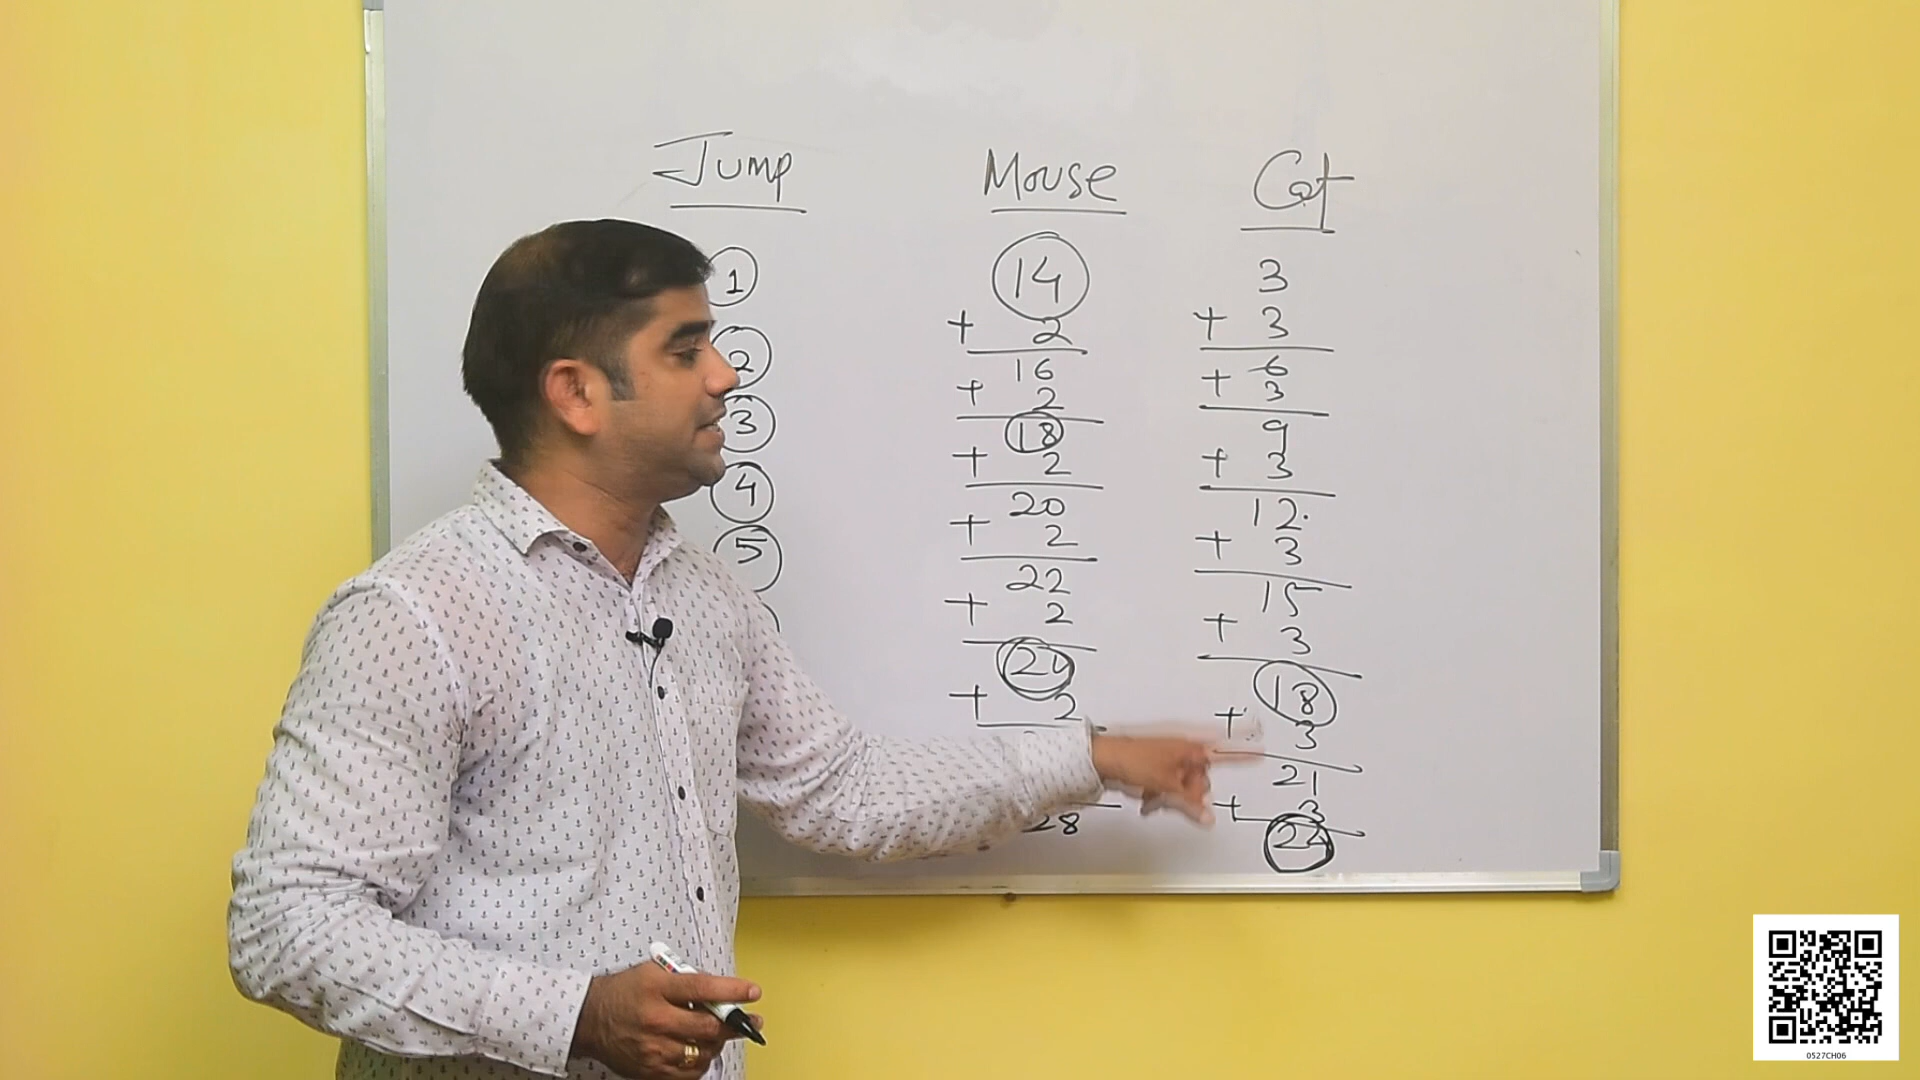 Jump Mouse Cat
1 14 3
+ 2 + 3
2 16 6
+ 2 + 3
3 18 9
+ 2 + 3
4 20 12
+ 2 + 3
5 22 15
+ 2 + 3
24 18
+ 2 + 3
21
+ 3
28 24
0527CH06